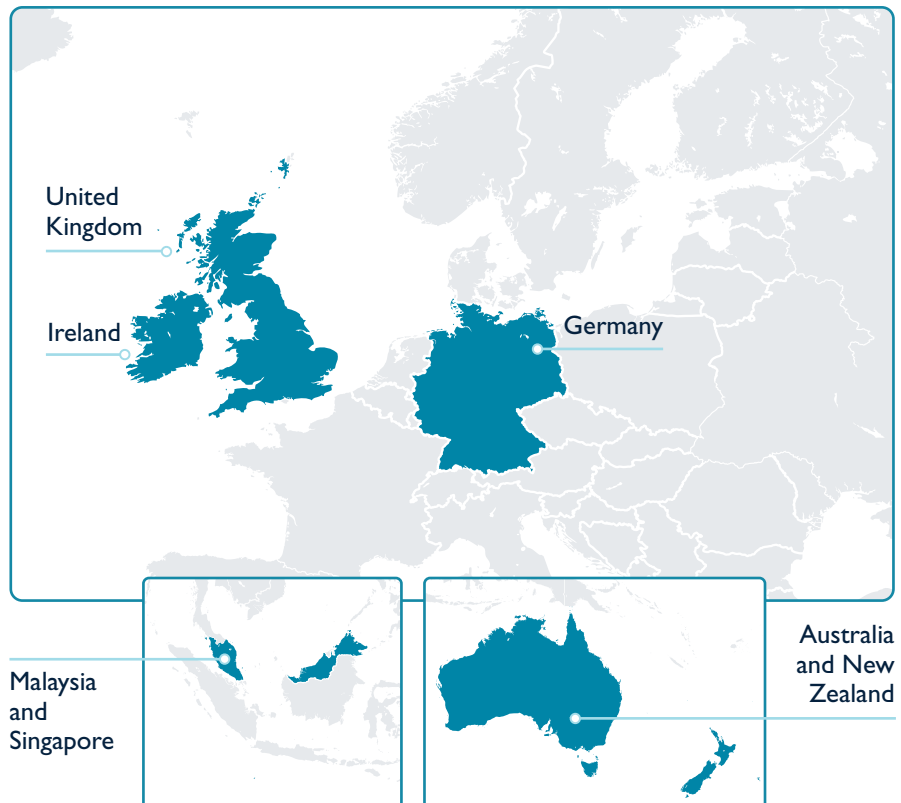 United
Kingdom
Ireland
Germany
Malaysia
and
Singapore
Australia
and New
Zealand